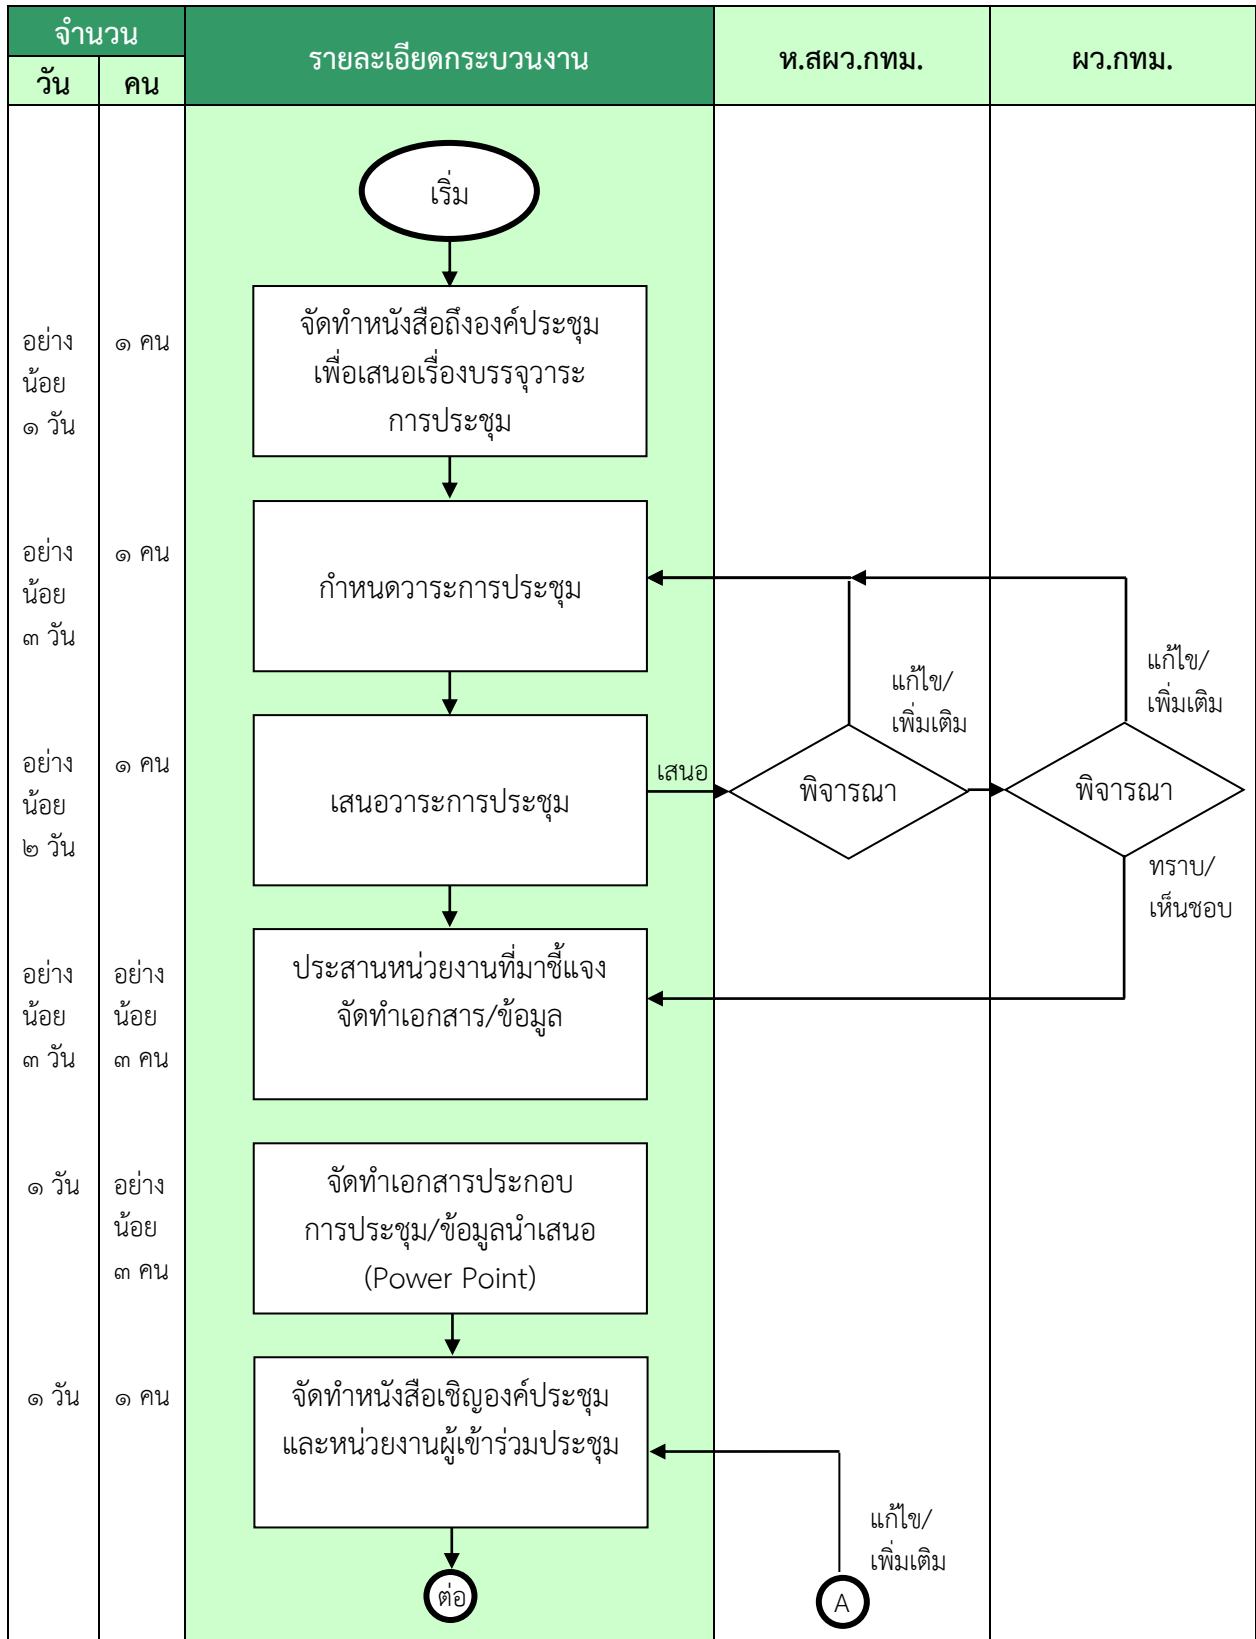 จำนวน
วัน
คน
รายละเอียดกระบวนงาน
ห.สผว.กทม.
ผว.กทม.
เริ่ม
อย่าง
น้อย
๑ วัน
๑ คน
จัดทำหนังสือถึงองค์ประชุม
เพื่อเสนอเรื่องบรรจุวาระ
การประชุม
อย่าง
น้อย
๓ วัน
๑ คน
กำหนดวาระการประชุม
แก้ไข/
เพิ่มเติม
แก้ไข/
เพิ่มเติม
อย่าง
น้อย
๒ วัน
๑ คน
เสนอวาระการประชุม
เสนอ
พิจารณา
พิจารณา
ทราบ/
เห็นชอบ
อย่าง
น้อย
๓ วัน
อย่าง
น้อย
๓ คน
ประสานหน่วยงานที่มาชี้แจง
จัดทำเอกสาร/ข้อมูล
๑ วัน
อย่าง
น้อย
๓ คน
จัดทำเอกสารประกอบ
การประชุม/ข้อมูลนำเสนอ
(Power Point)
๑ วัน
๑ คน
จัดทำหนังสือเชิญองค์ประชุม
และหน่วยงานผู้เข้าร่วมประชุม
แก้ไข/
เพิ่มเติม
ต่อ
A